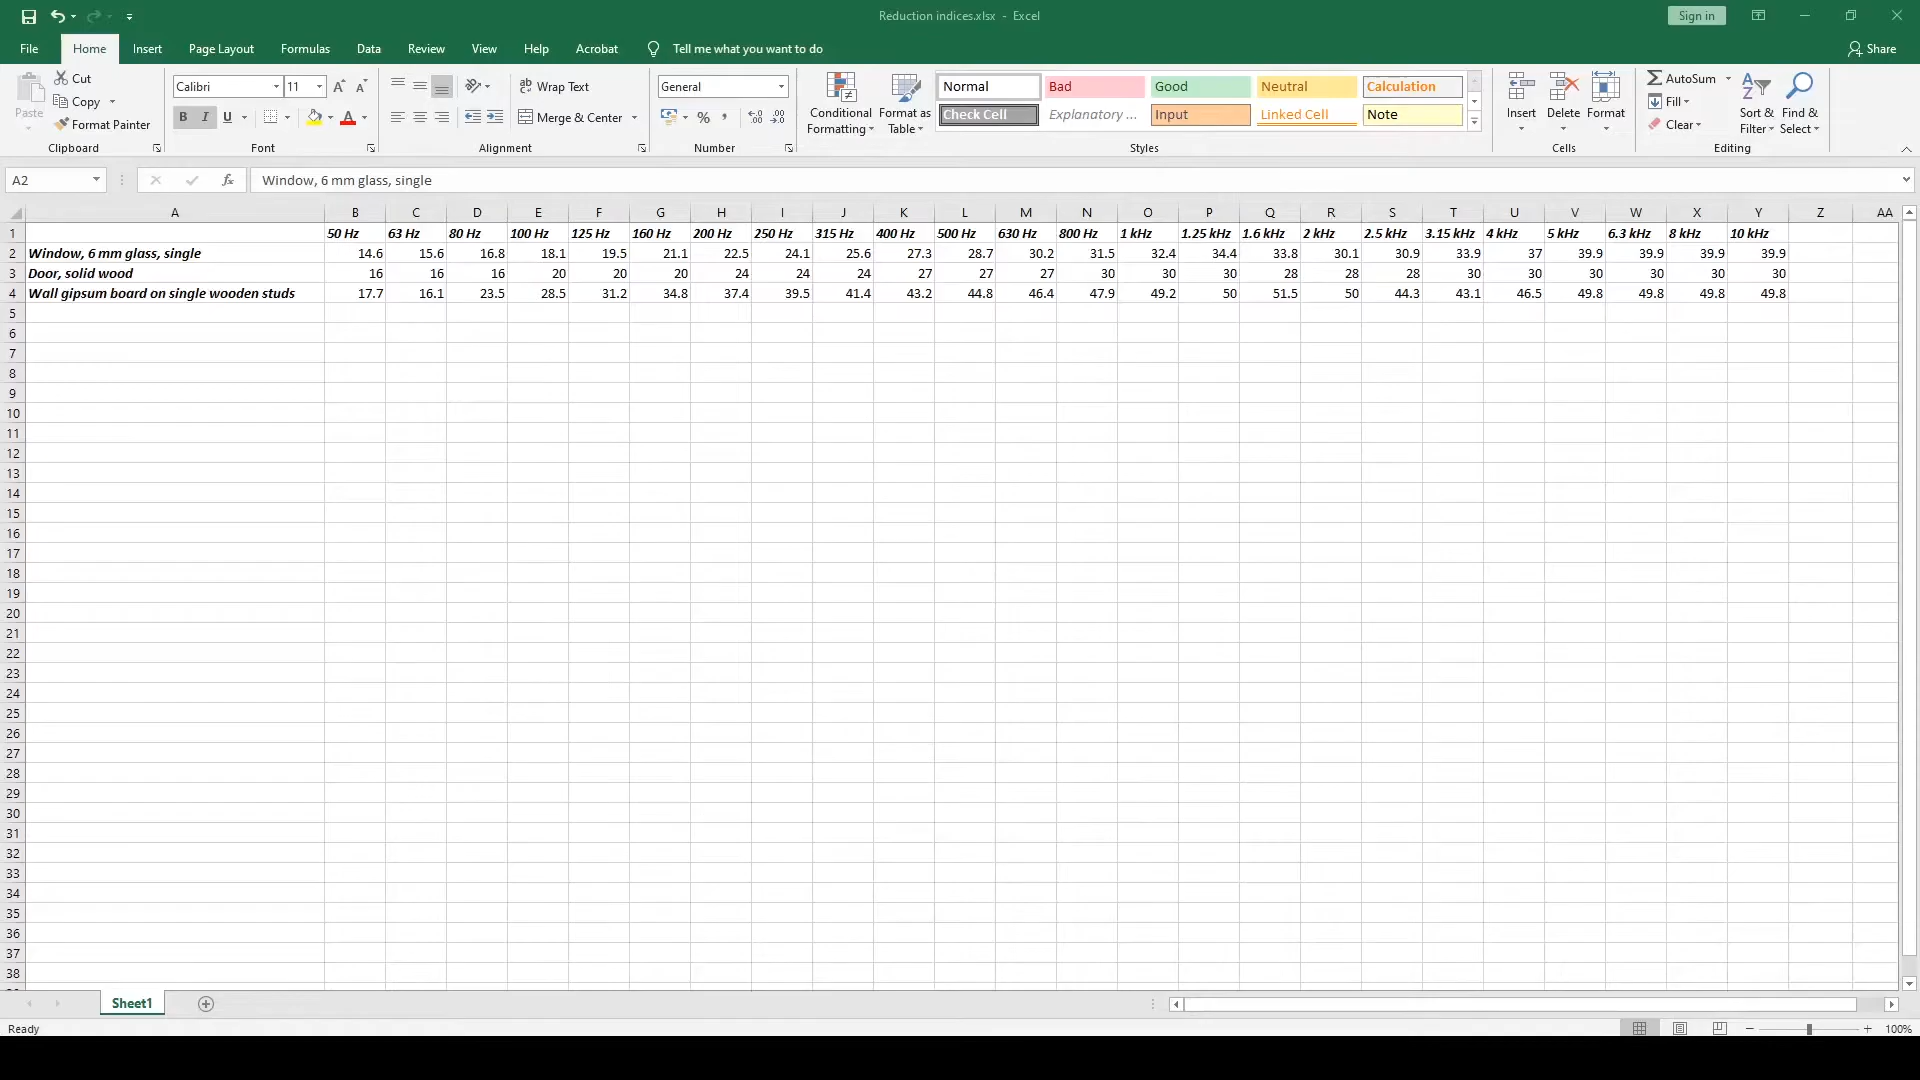 Reduction indices.xlsx - Excel
Sign in
File Home Insert Page Layout Formulas Data Review View Help Acrobat Tell me what you want to do Share
Paste
Cut
Copy
Format Painter
Clipboard
Calibri 11
B I U
Font
Wrap Text
Merge & Center
Alignment
General
%
Number
Conditional Formatting
Format as Table
Normal Bad Good Neutral Calculation
Check Cell Explanatory ... Input Linked Cell Note
Styles
Insert Delete Format
Cells
AutoSum
Fill
Clear
Sort & Filter
Find & Select
Editing
A2 fx Window, 6 mm glass, single
A B C D E F G H I J K L M N O P Q R S T U V W X Y Z AA
1 50 Hz 63 Hz 80 Hz 100 Hz 125 Hz 160 Hz 200 Hz 250 Hz 315 Hz 400 Hz 500 Hz 630 Hz 800 Hz 1 kHz 1.25 kHz 1.6 kHz 2 kHz 2.5 kHz 3.15 kHz 4 kHz 5 kHz 6.3 kHz 8 kHz 10 kHz
2 Window, 6 mm glass, single 14.6 15.6 16.8 18.1 19.5 21.1 22.5 24.1 25.6 27.3 28.7 30.2 31.5 32.4 34.4 33.8 30.1 30.9 33.9 37 39.9 39.9 39.9 39.9
3 Door, solid wood 16 16 16 20 20 20 24 24 24 27 27 27 30 30 30 28 28 28 30 30 30 30 30 30
4 Wall gipsum board on single wooden studs 17.7 16.1 23.5 28.5 31.2 34.8 37.4 39.5 41.4 43.2 44.8 46.4 47.9 49.2 50 51.5 50 44.3 43.1 46.5 49.8 49.8 49.8 49.8
5
6
7
8
9
10
11
12
13
14
15
16
17
18
19
20
21
22
23
24
25
26
27
28
29
30
31
32
33
34
35
36
37
38
Sheet1
Ready
100%